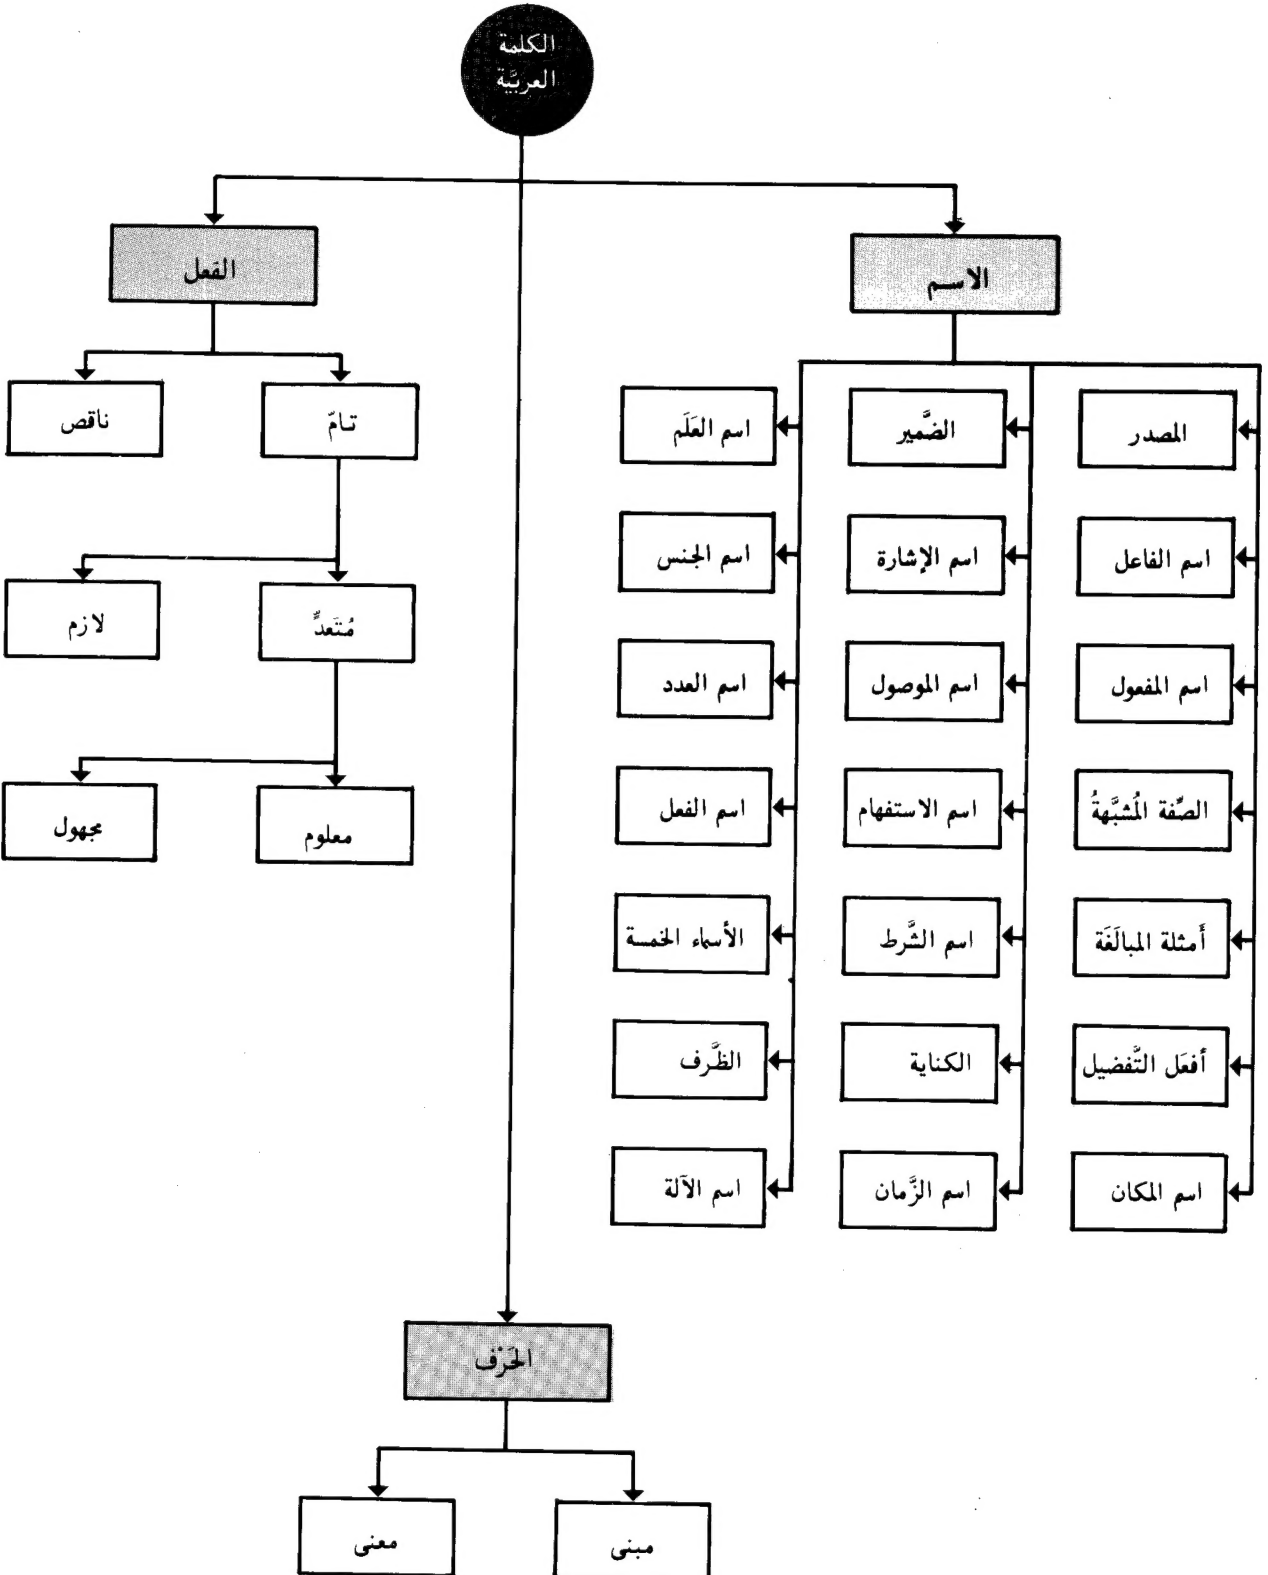 الكلمة
العربيَّة
الاسم
المصدر
اسم الفاعل
اسم المفعول
الصِّفة المُشبَّهةُ
أَمثلة المبالَغَة
أفعَل التَّفضيل
اسم المكان
الضَّمير
اسم الإشارة
اسم الموصول
اسم الاستفهام
اسم الشَّرط
الكناية
اسم الزَّمان
اسم العَلَم
اسم الجنس
اسم العدد
اسم الفعل
الأسماء الخمسة
الظَّرف
اسم الآلة
الفعل
تامّ
ناقص
مُتَعدٍّ
لازم
معلوم
مجهول
الحَرْف
مبنى
معنى